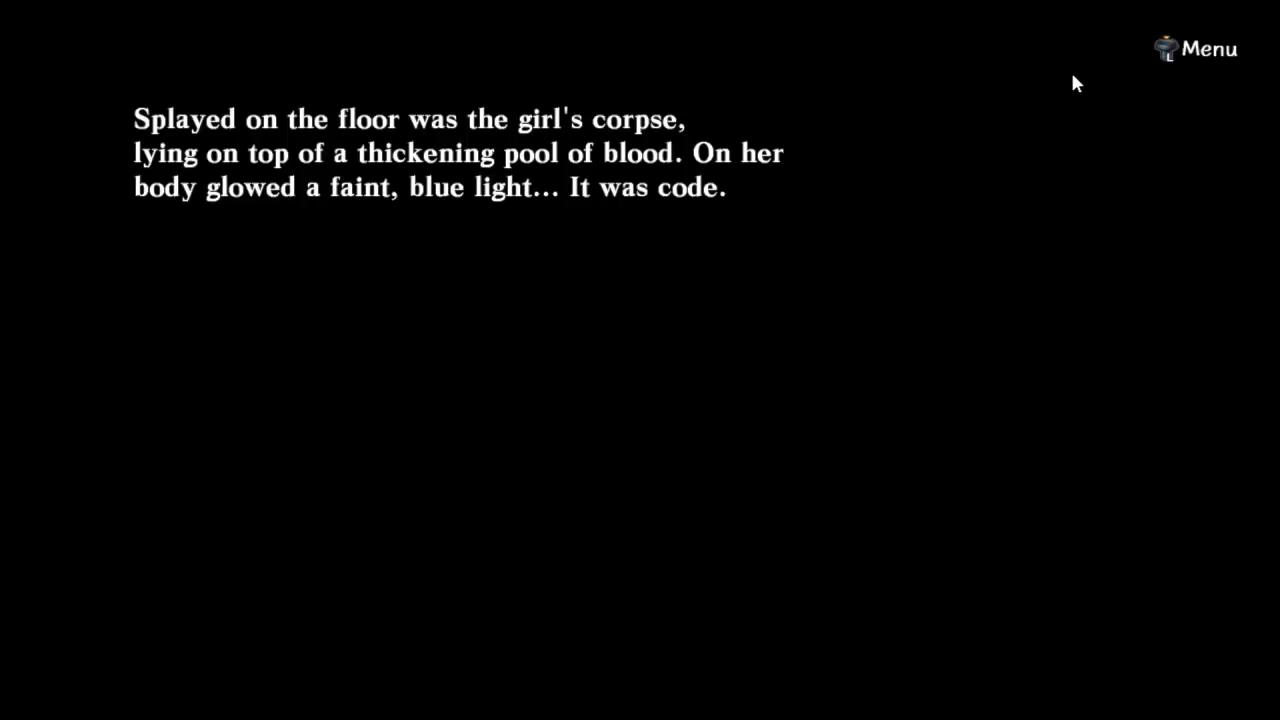 Menu
Splayed on the floor was the girl's corpse,
lying on top of a thickening pool of blood. On her
body glowed a faint, blue light... It was code.